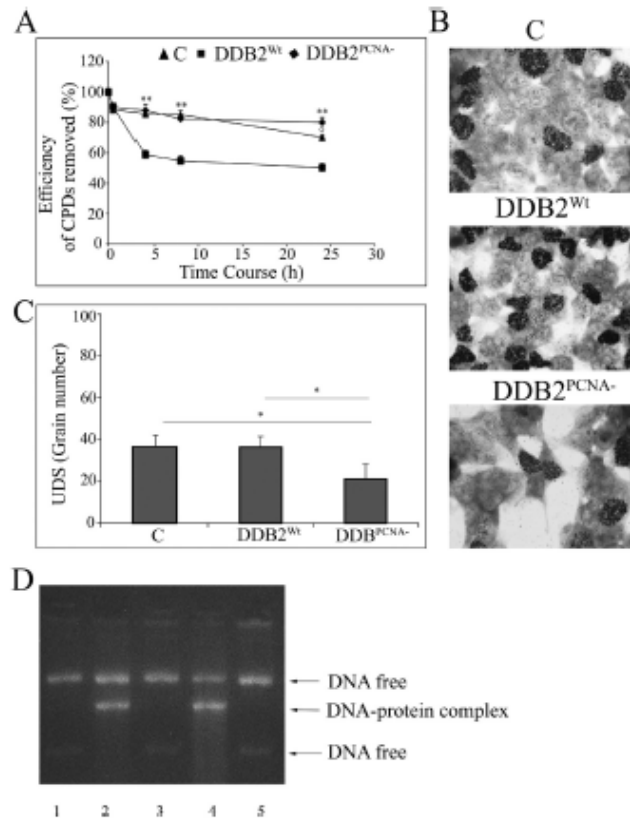 A
C DDB2Wt DDB2PCNA-
Efficiency
of CPDs removed (%)
120
100
80
60
40
20
0
** ** **
0 5 10 15 20 25 30
Time Course (h)
B
C
DDB2Wt
DDB2PCNA-
C
UDS (Grain number)
100
80
60
40
20
0
*
*
C DDB2Wt DDBPCNA-
D
DNA free
DNA-protein complex
DNA free
1 2 3 4 5